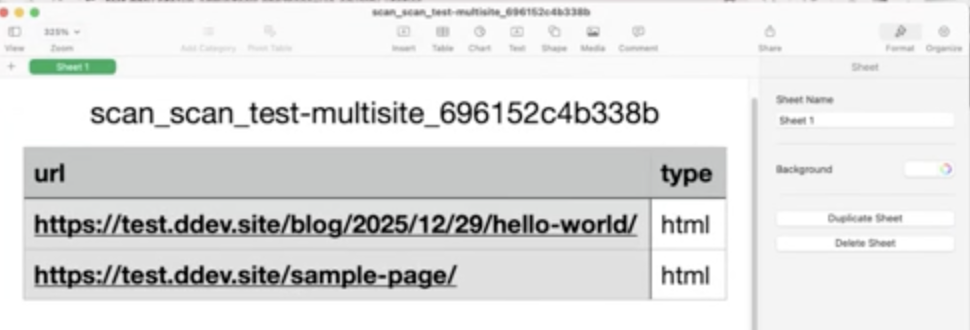 scan_scan_test-multisite_696152c4b338b
325%
View Zoom Add Category Pivot Table Insert Table Chart Text Shape Media Comment Share Format Organize
+ Sheet 1 Sheet
scan_scan_test-multisite_696152c4b338b
url type
https://test.ddev.site/blog/2025/12/29/hello-world/ html
https://test.ddev.site/sample-page/ html
Sheet Name
Sheet 1
Background
Duplicate Sheet
Delete Sheet